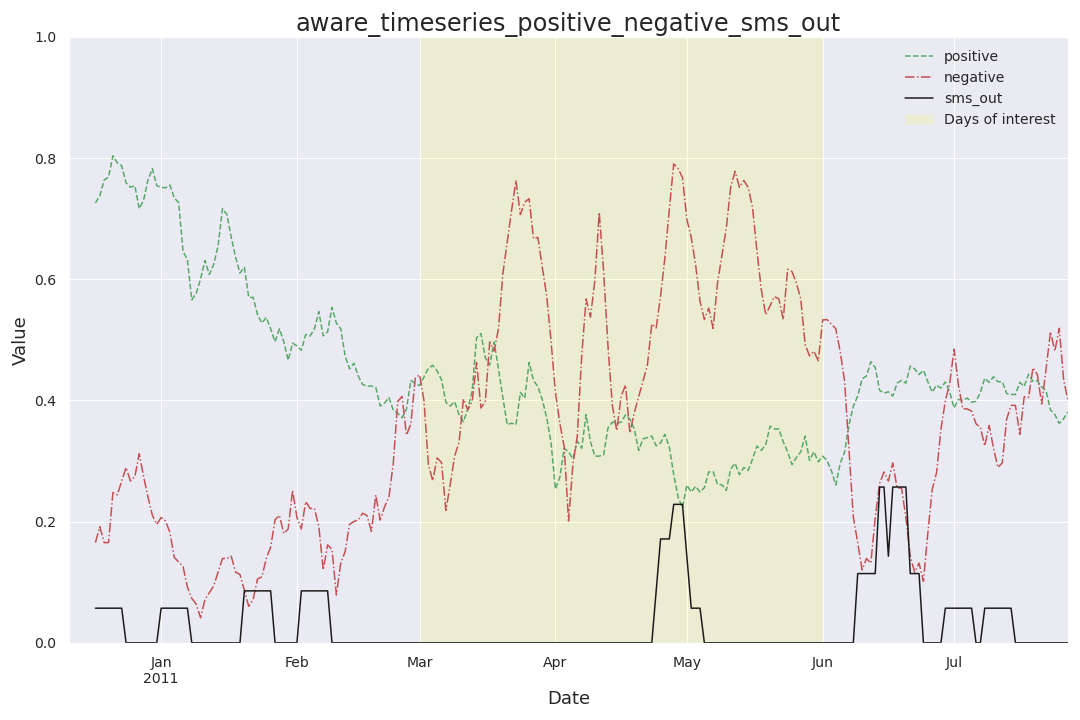 aware_timeseries_positive_negative_sms_out
1.0
0.8
0.6
0.4
0.2
0.0
Value
positive
negative
sms_out
Days of interest
Jan
2011
Feb
Mar
Apr
May
Jun
Jul
Date